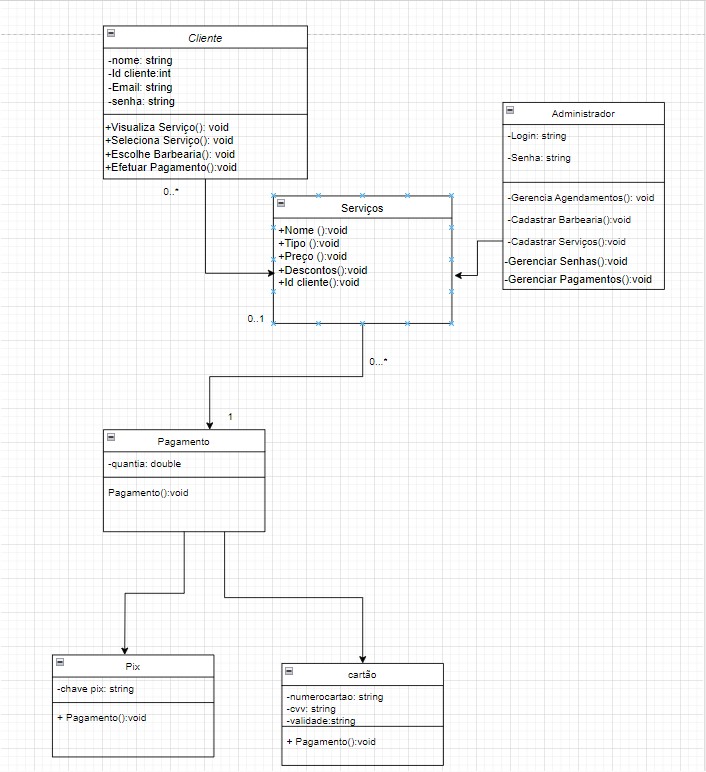 Cliente
-nome: string
-Id cliente:int
-Email: string
-senha: string
+Visualiza Serviço(): void
+Seleciona Serviço(): void
+Escolhe Barbearia(): void
+Efetuar Pagamento():void
0..*
Administrador
-Login: string
-Senha: string
-Gerencia Agendamentos(): void
-Cadastrar Barbearia():void
-Cadastrar Serviços():void
-Gerenciar Senhas():void
-Gerenciar Pagamentos():void
Serviços
+Nome ():void
+Tipo ():void
+Preço ():void
+Descontos():void
+Id cliente():void
0..1
0...*
1
Pagamento
-quantia: double
Pagamento():void
Pix
-chave pix: string
+ Pagamento():void
cartão
-numerocartao: string
-cvv: string
-validade:string
+ Pagamento():void